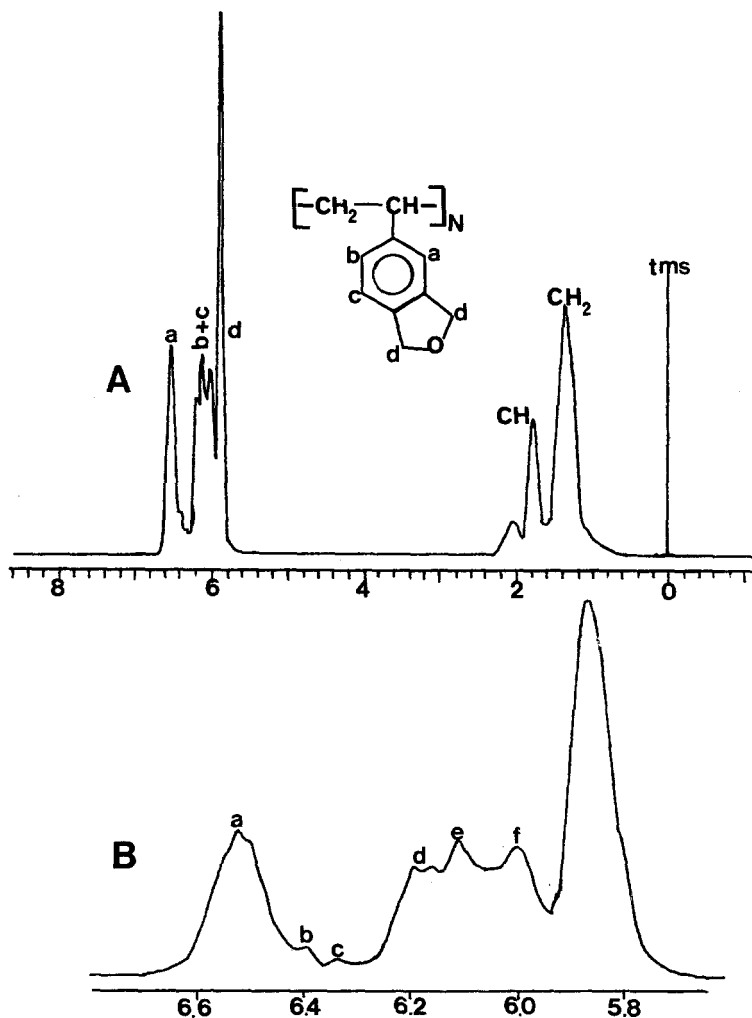 [-CH₂—CH-]N
b
a
c
d
O
d
tms
CH₂
CH
a
b+c
d
A
8 6 4 2 0
a
b
c
d
e
f
B
6.6 6.4 6.2 6.0 5.8